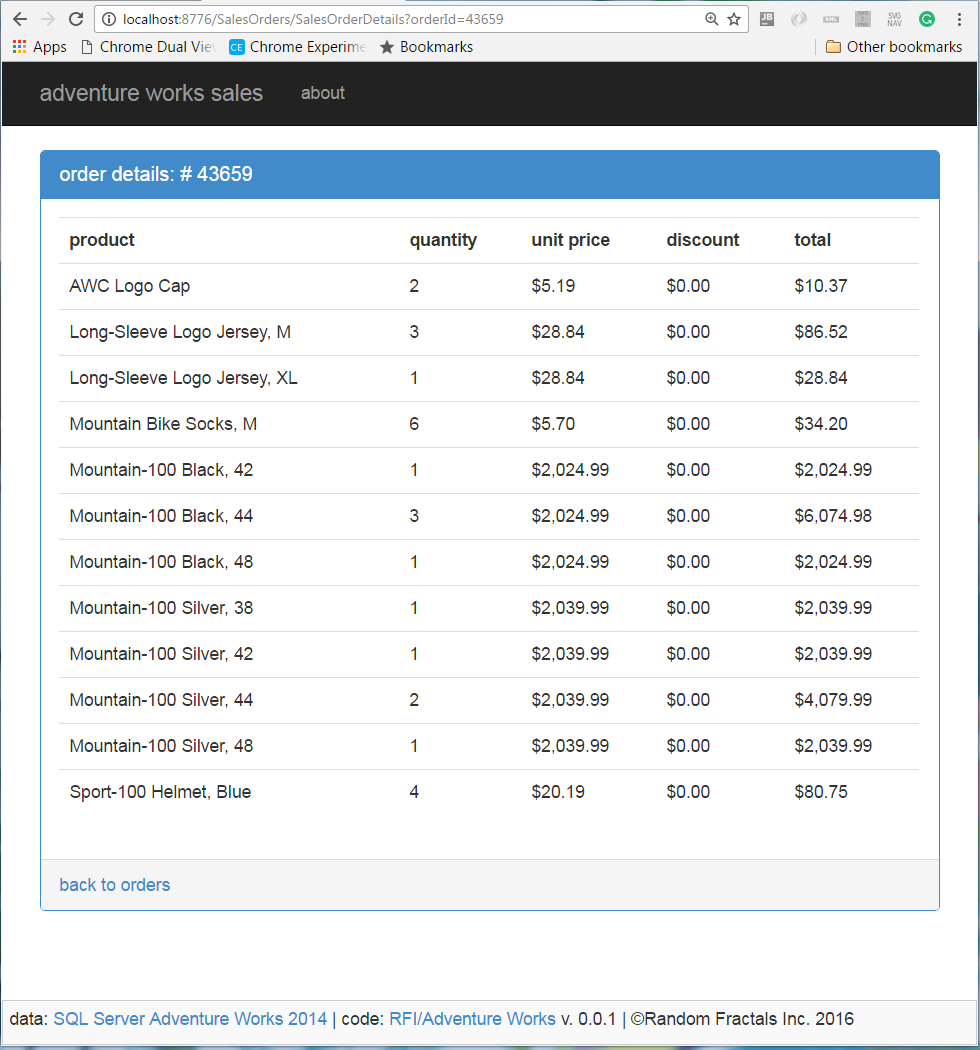 localhost:8776/SalesOrders/SalesOrderDetails?orderId=43659
JB
XML
SVG NAV
G
Apps Chrome Dual Vie CE Chrome Experime Bookmarks Other bookmarks
adventure works sales about
order details: # 43659
product quantity unit price discount total
AWC Logo Cap 2 $5.19 $0.00 $10.37
Long-Sleeve Logo Jersey, M 3 $28.84 $0.00 $86.52
Long-Sleeve Logo Jersey, XL 1 $28.84 $0.00 $28.84
Mountain Bike Socks, M 6 $5.70 $0.00 $34.20
Mountain-100 Black, 42 1 $2,024.99 $0.00 $2,024.99
Mountain-100 Black, 44 3 $2,024.99 $0.00 $6,074.98
Mountain-100 Black, 48 1 $2,024.99 $0.00 $2,024.99
Mountain-100 Silver, 38 1 $2,039.99 $0.00 $2,039.99
Mountain-100 Silver, 42 1 $2,039.99 $0.00 $2,039.99
Mountain-100 Silver, 44 2 $2,039.99 $0.00 $4,079.99
Mountain-100 Silver, 48 1 $2,039.99 $0.00 $2,039.99
Sport-100 Helmet, Blue 4 $20.19 $0.00 $80.75
back to orders
data: SQL Server Adventure Works 2014 | code: RFI/Adventure Works v. 0.0.1 | ©Random Fractals Inc. 2016